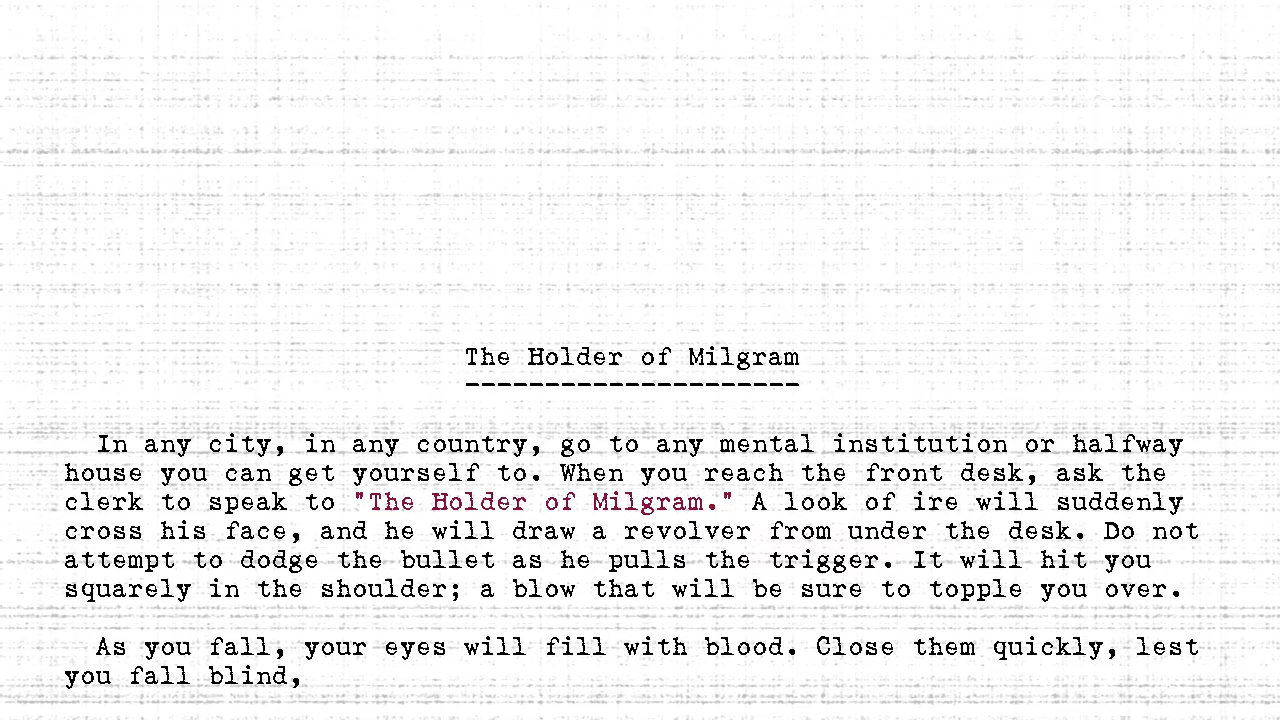 The Holder of Milgram
---------------------
In any city, in any country, go to any mental institution or halfway
house you can get yourself to. When you reach the front desk, ask the
clerk to speak to "The Holder of Milgram." A look of ire will suddenly
cross his face, and he will draw a revolver from under the desk. Do not
attempt to dodge the bullet as he pulls the trigger. It will hit you
squarely in the shoulder; a blow that will be sure to topple you over.
As you fall, your eyes will fill with blood. Close them quickly, lest
you fall blind,